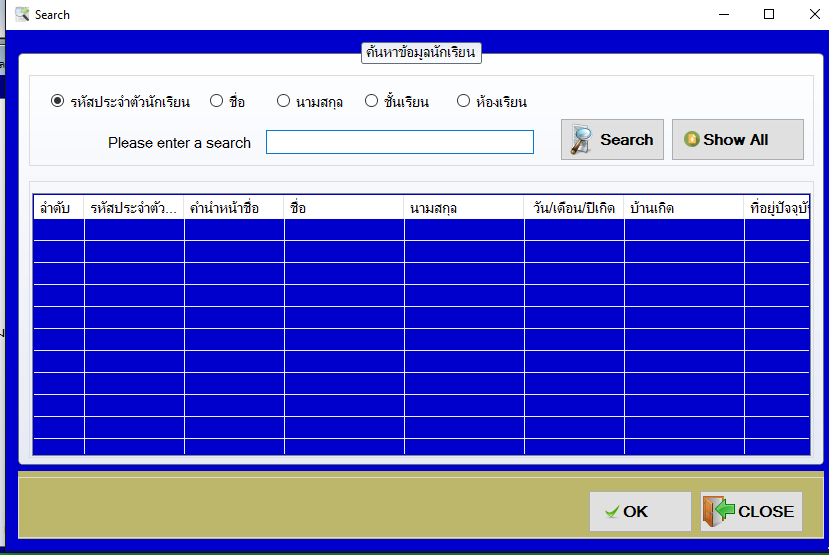 Search
ค้นหาข้อมูลนักเรียน
รหัสประจำตัวนักเรียน ชื่อ นามสกุล ชั้นเรียน ห้องเรียน
Please enter a search Search Show All
ลำดับ รหัสประจำตัว... คำนำหน้าชื่อ ชื่อ นามสกุล วัน/เดือน/ปีเกิด บ้านเกิด ที่อยู่ปัจจุบั
OK CLOSE